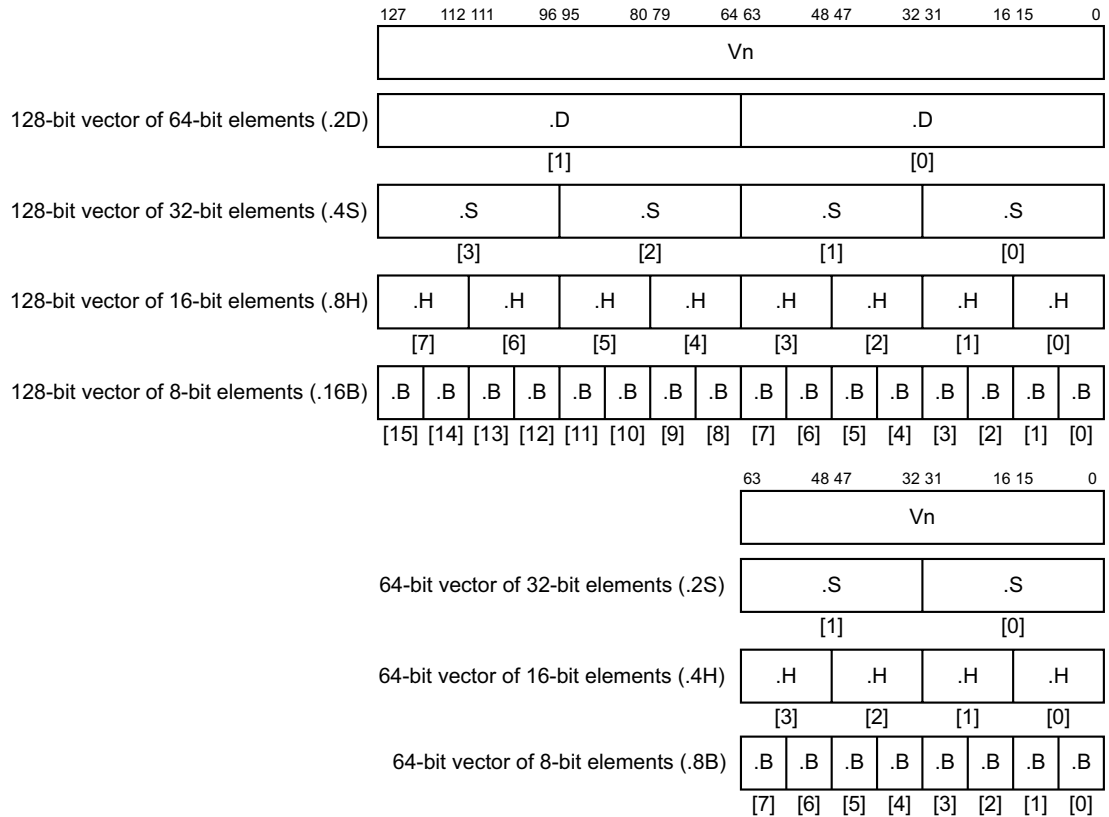 127 112 111 96 95 80 79 64 63 48 47 32 31 16 15 0
Vn
128-bit vector of 64-bit elements (.2D) .D .D
[1] [0]
128-bit vector of 32-bit elements (.4S) .S .S .S .S
[3] [2] [1] [0]
128-bit vector of 16-bit elements (.8H) .H .H .H .H .H .H .H .H
[7] [6] [5] [4] [3] [2] [1] [0]
128-bit vector of 8-bit elements (.16B) .B .B .B .B .B .B .B .B .B .B .B .B .B .B .B .B
[15] [14] [13] [12] [11] [10] [9] [8] [7] [6] [5] [4] [3] [2] [1] [0]
63 48 47 32 31 16 15 0
Vn
64-bit vector of 32-bit elements (.2S) .S .S
[1] [0]
64-bit vector of 16-bit elements (.4H) .H .H .H .H
[3] [2] [1] [0]
64-bit vector of 8-bit elements (.8B) .B .B .B .B .B .B .B .B
[7] [6] [5] [4] [3] [2] [1] [0]